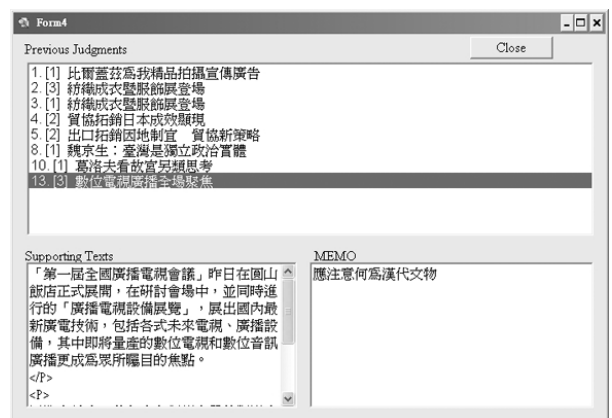 Form4
Previous Judgments
Close
1. [1] 比爾蓋茲為我精品拍攝宣傳廣告
2. [3] 紡織成衣暨服飾展登場
3. [1] 紡織成衣暨服飾展登場
4. [2] 貿協拓銷日本成效顯現
5. [2] 出口拓銷因地制宜 貿協新策略
8. [1] 魏京生：臺灣是獨立政治實體
10. [1] 葛洛夫看故宮另類思考
13. [3] 數位電視廣播全場聚焦
Supporting Texts
「第一屆全國廣播電視會議」昨日在圓山
飯店正式展開，在研討會場中，並同時進
行的「廣播電視設備展覽」，展出國內最
新廣電技術，包括各式未來電視、廣播設
備，其中即將量產的數位電視和數位音訊
廣播更成為眾所矚目的焦點。
</P>
<P>
MEMO
應注意何為漢代文物